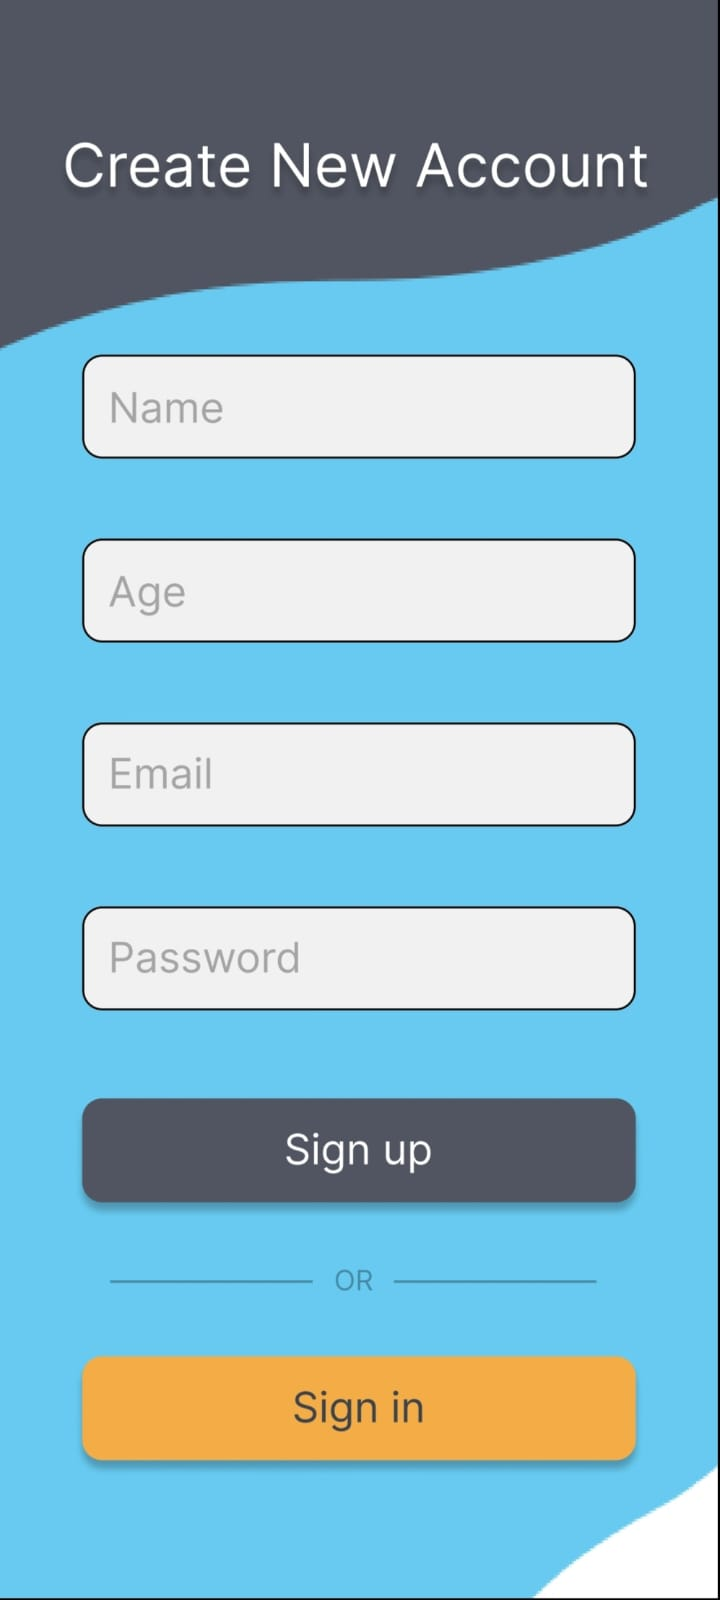 Create New Account
Name
Age
Email
Password
Sign up
OR
Sign in